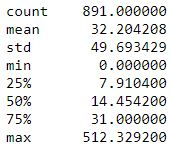 count 891.000000
mean 32.204208
std 49.693429
min 0.000000
25% 7.910400
50% 14.454200
75% 31.000000
max 512.329200